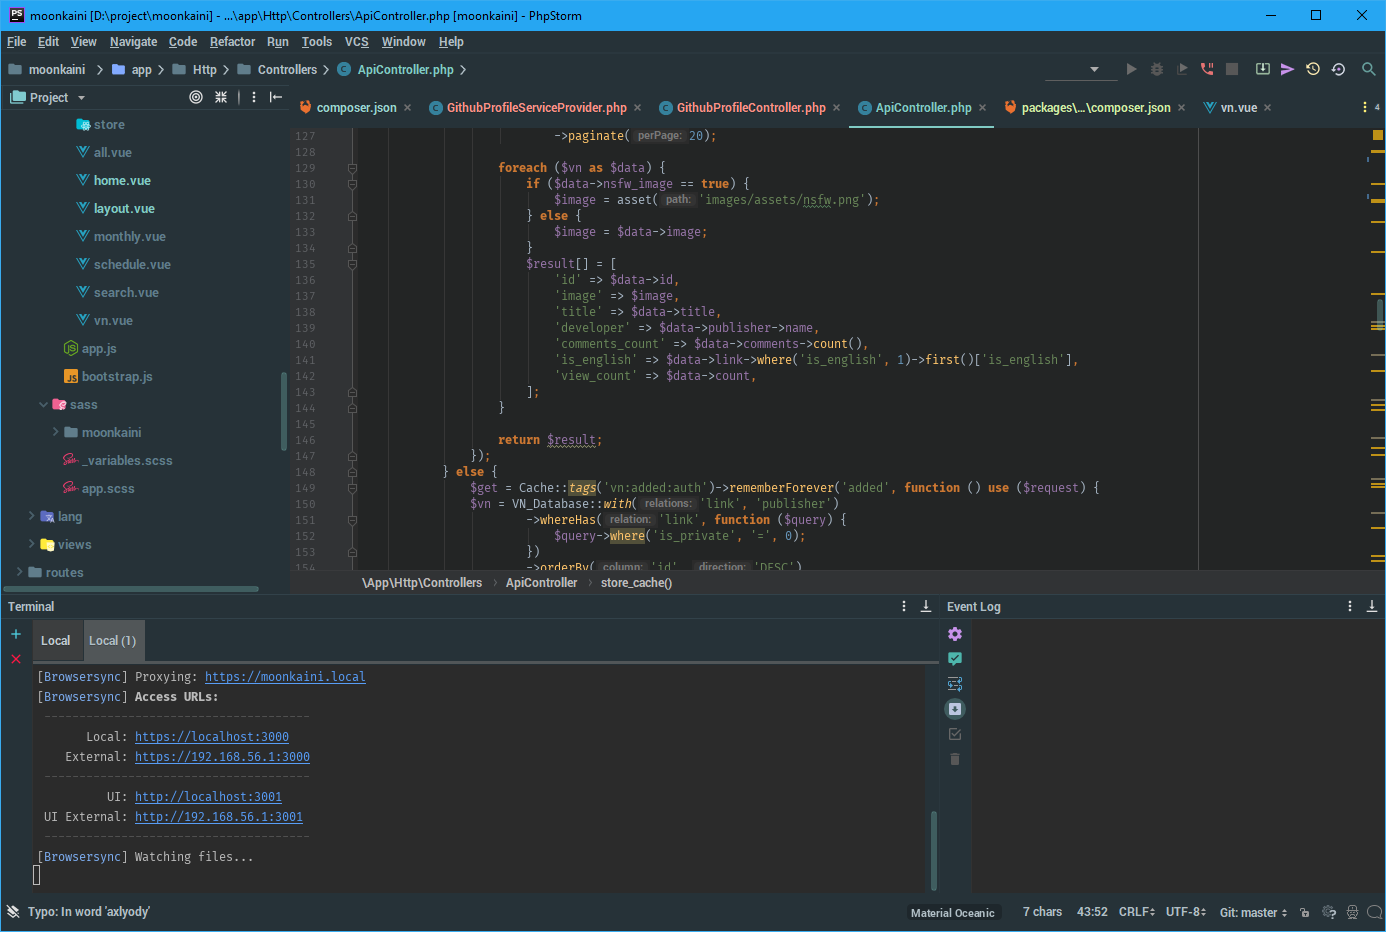 PS moonkaini [D:\project\moonkaini] - ...\app\Http\Controllers\ApiController.php [moonkaini] - PhpStorm
File Edit View Navigate Code Refactor Run Tools VCS Window Help
moonkaini app Http Controllers ApiController.php
Project
composer.json GithubProfileServiceProvider.php GithubProfileController.php ApiController.php packages\...\composer.json vn.vue 4
store
all.vue
home.vue
layout.vue
monthly.vue
schedule.vue
search.vue
vn.vue
app.js
JS bootstrap.js
sass
moonkaini
_variables.scss
app.scss
lang
views
routes
127 ->paginate( perPage: 20);
128
129 foreach ($vn as $data) {
130 if ($data->nsfw_image == true) {
131 $image = asset( path: 'images/assets/nsfw.png');
132 } else {
133 $image = $data->image;
134 }
135 $result[] = [
136 'id' => $data->id,
137 'image' => $image,
138 'title' => $data->title,
139 'developer' => $data->publisher->name,
140 'comments_count' => $data->comments->count(),
141 'is_english' => $data->link->where('is_english', 1)->first()['is_english'],
142 'view_count' => $data->count,
143 ];
144 }
145
146 return $result;
147 });
148 } else {
149 $get = Cache::tags('vn:added:auth')->rememberForever('added', function () use ($request) {
150 $vn = VN_Database::with( relations: 'link', 'publisher')
151 ->whereHas( relation: 'link', function ($query) {
152 $query->where('is_private', '=', 0);
153 })
154 ->orderBy( column: 'id', direction: 'DESC')
\App\Http\Controllers ApiController store_cache()
Terminal
Local Local (1)
[Browsersync] Proxying: https://moonkaini.local
[Browsersync] Access URLs:
--------------------------------------
Local: https://localhost:3000
External: https://192.168.56.1:3000
--------------------------------------
UI: http://localhost:3001
UI External: http://192.168.56.1:3001
--------------------------------------
[Browsersync] Watching files...
Event Log
Typo: In word 'axlyody' Material Oceanic 7 chars 43:52 CRLF UTF-8 Git: master